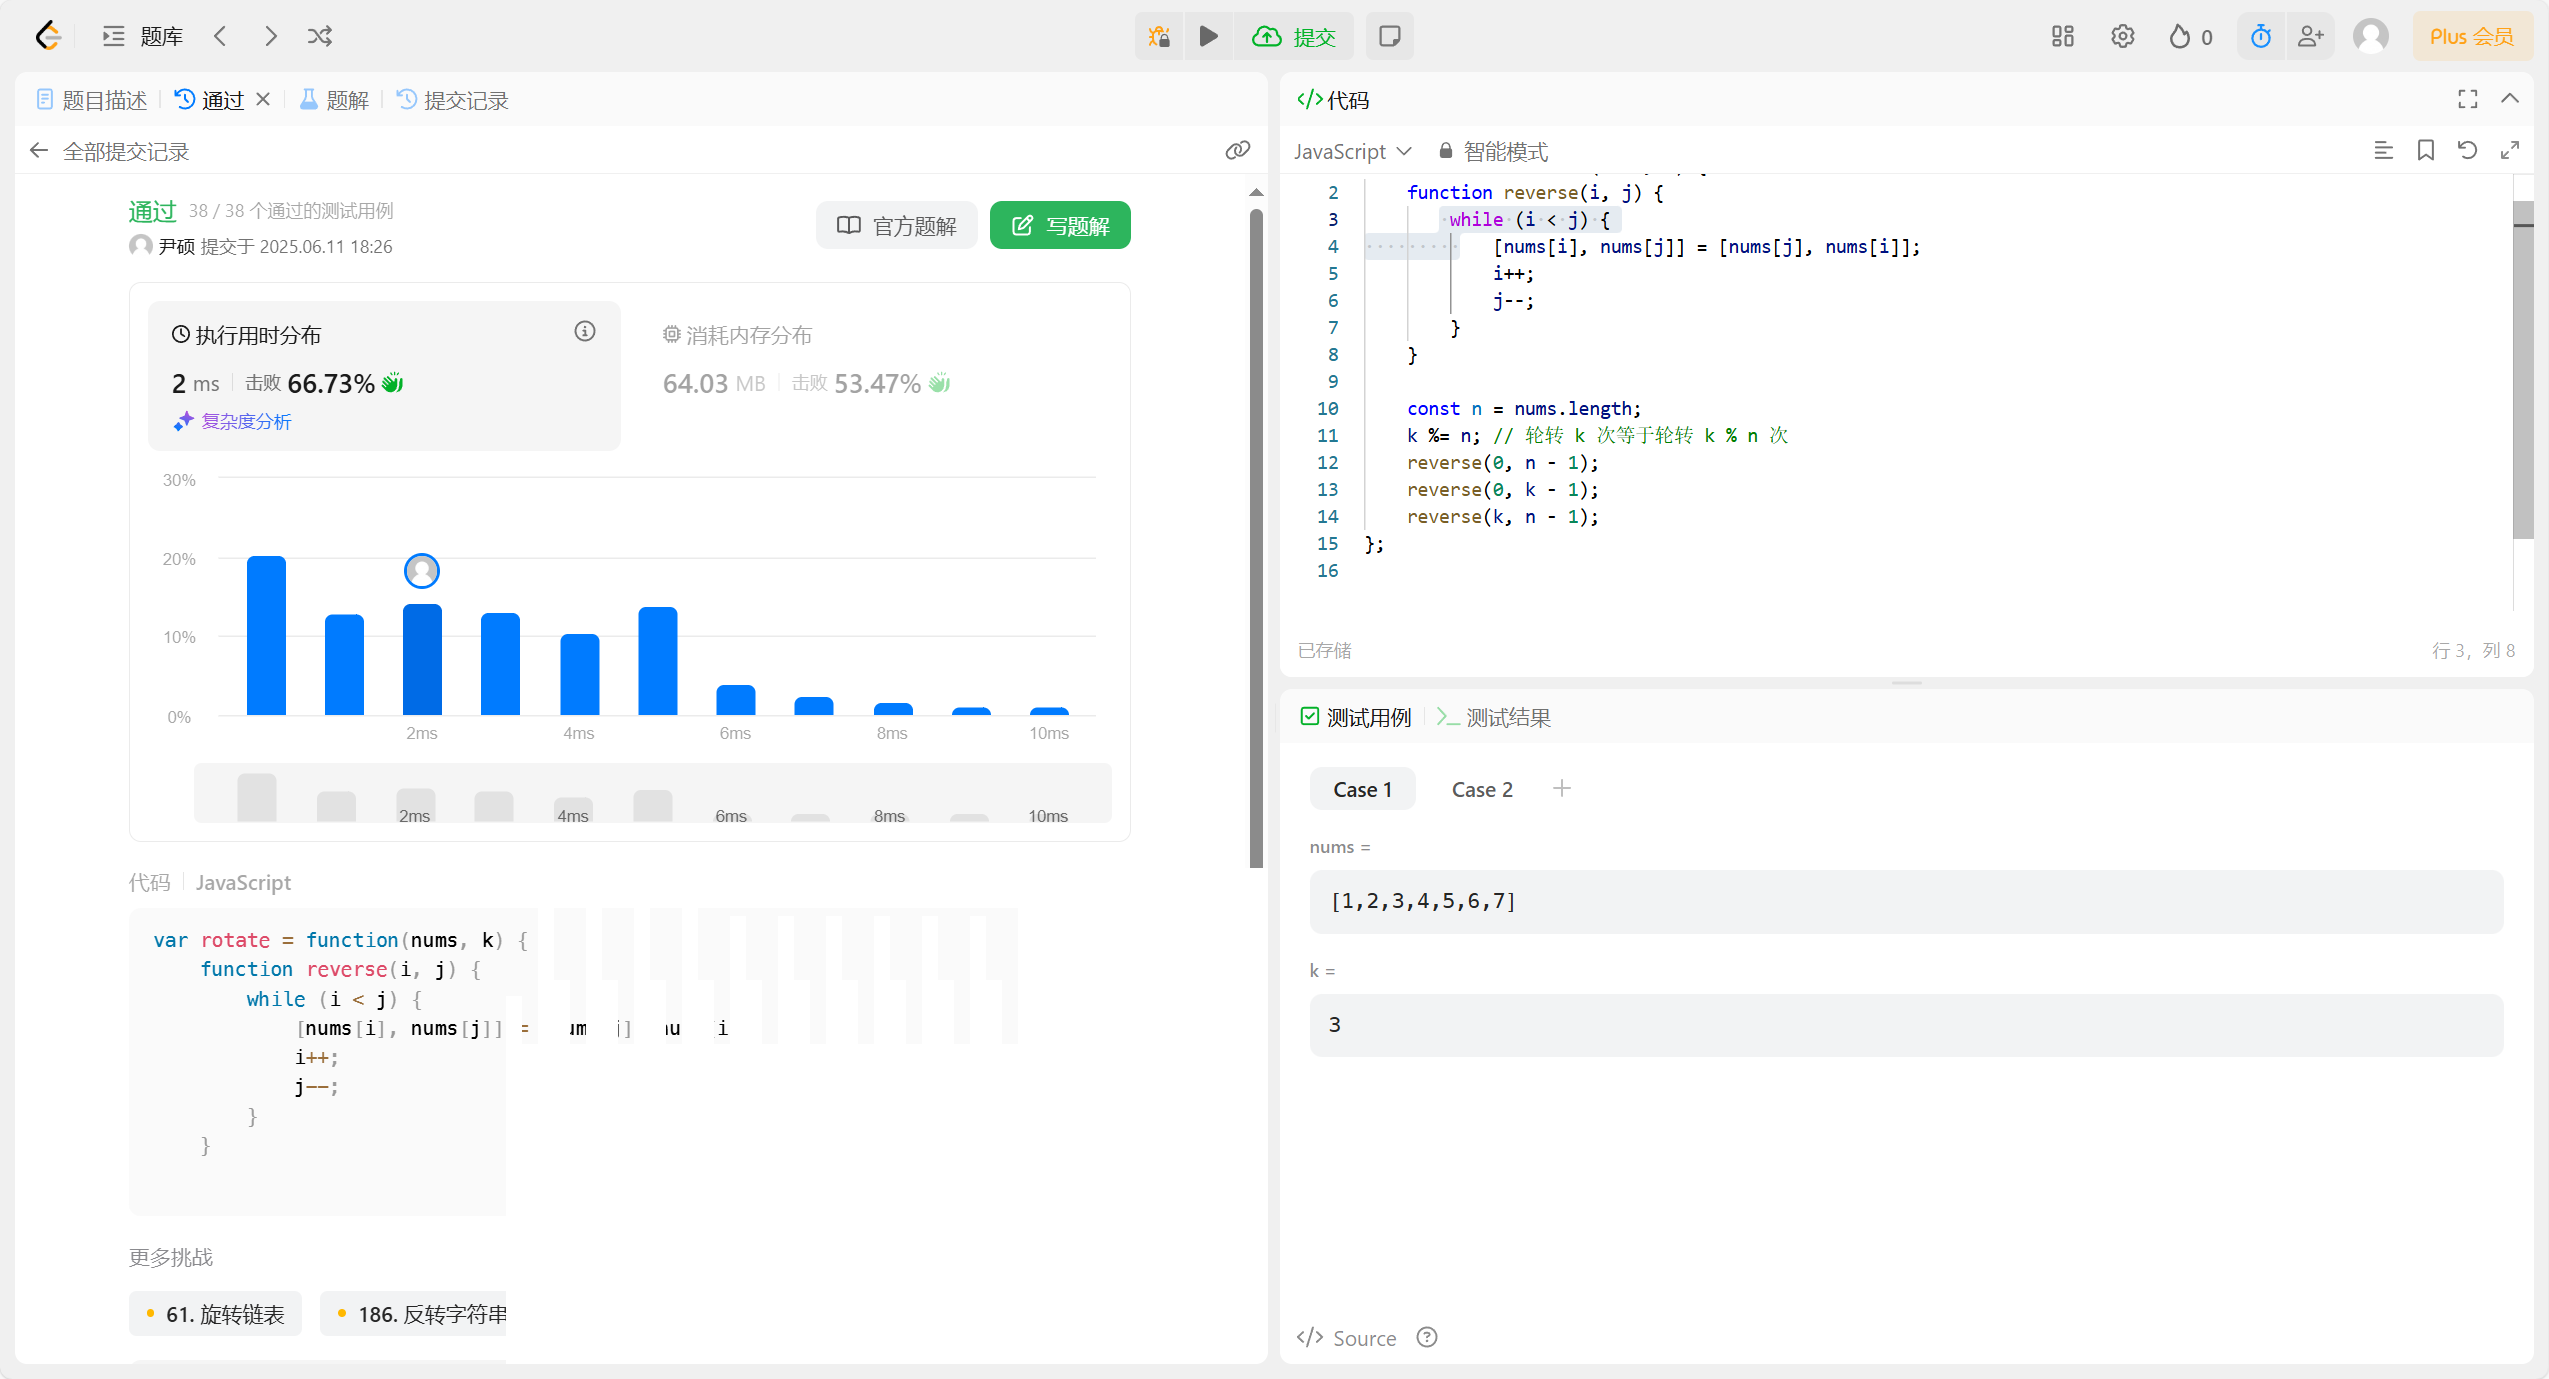 题库
提交
0
Plus 会员
题目描述
通过
题解
提交记录
全部提交记录
通过 38 / 38 个通过的测试用例
尹硕 提交于 2025.06.11 18:26
官方题解
写题解
执行用时分布
2 ms 击败 66.73%
复杂度分析
消耗内存分布
64.03 MB 击败 53.47%
30%
20%
10%
0%
2ms 4ms 6ms 8ms 10ms
2ms 4ms 6ms 8ms 10ms
代码 JavaScript
var rotate = function(nums, k) {
    function reverse(i, j) {
        while (i < j) {
            [nums[i], nums[j]] =
            i++;
            j--;
        }
    }
更多挑战
61. 旋转链表
186. 反转字符串
</>代码
JavaScript
智能模式
2 function reverse(i, j) {
3 while (i < j) {
4 [nums[i], nums[j]] = [nums[j], nums[i]];
5 i++;
6 j--;
7 }
8 }
9
10 const n = nums.length;
11 k %= n; // 轮转 k 次等于轮转 k % n 次
12 reverse(0, n - 1);
13 reverse(0, k - 1);
14 reverse(k, n - 1);
15 };
16
已存储
行 3, 列 8
测试用例
测试结果
Case 1
Case 2
nums =
[1,2,3,4,5,6,7]
k =
3
</> Source